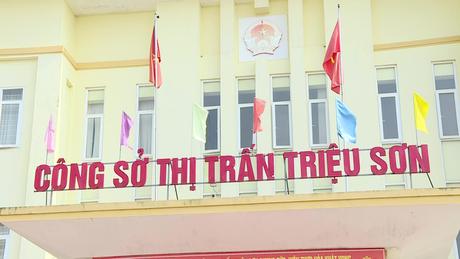 CÔNG SỞ THỊ TRẤN TRIỆU SƠN